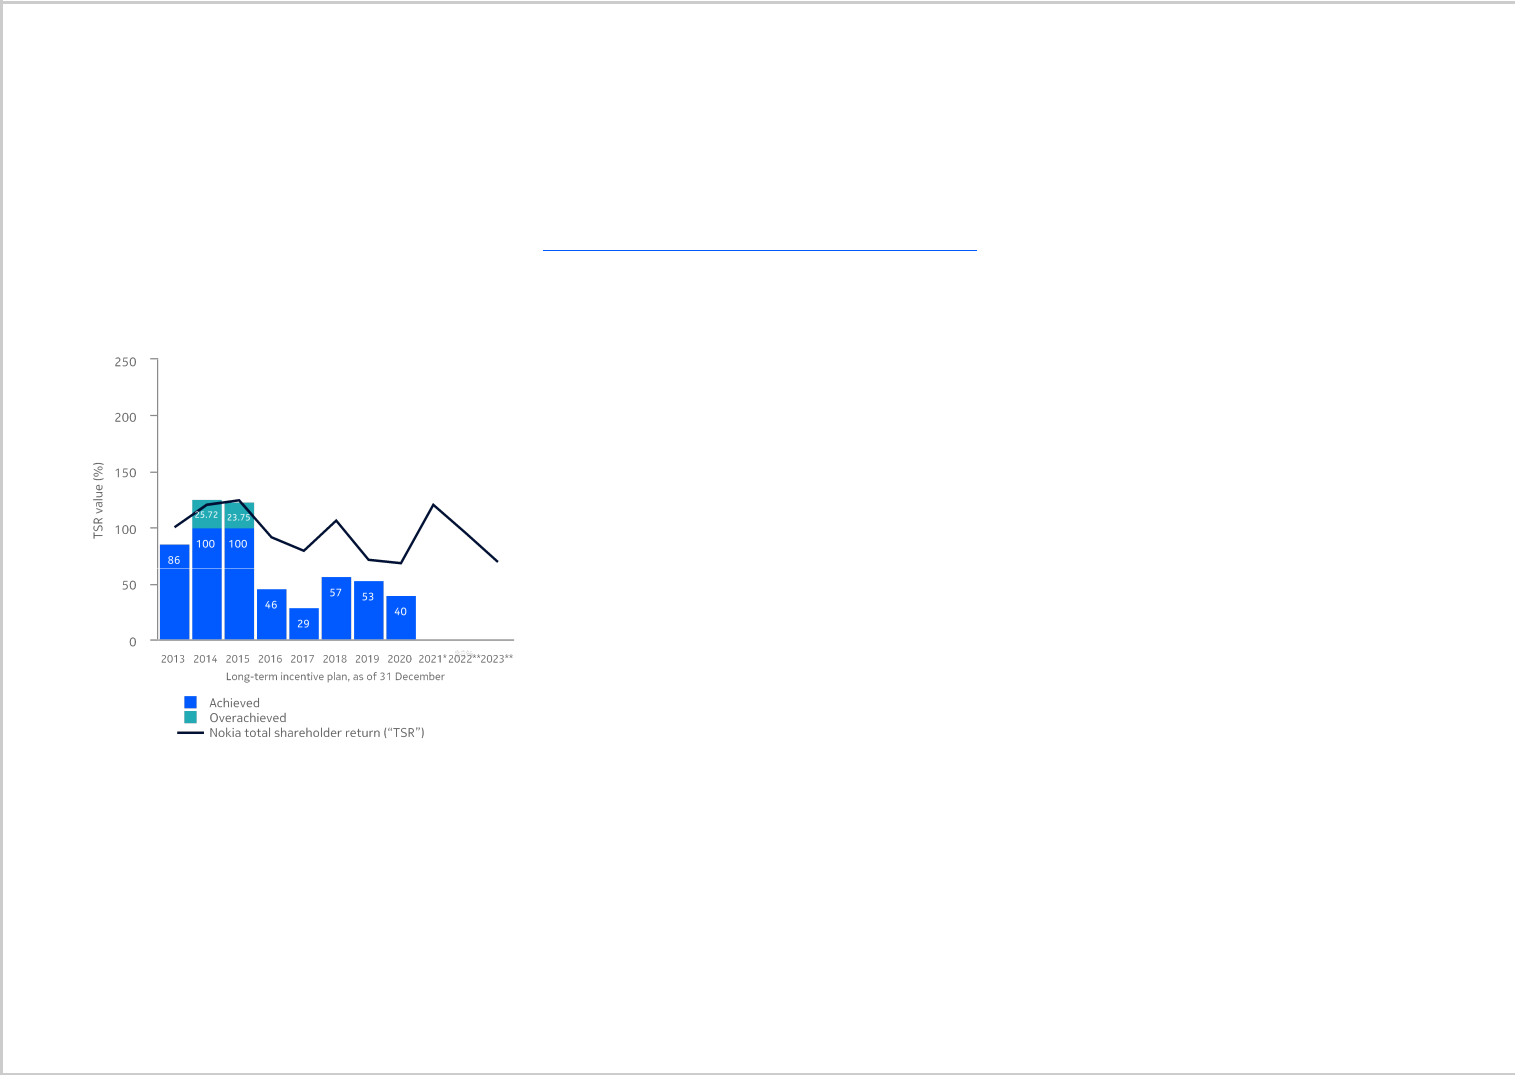 250
200
150
100
50
0
TSR value (%)
25.72
23.75
86
100
100
46
29
57
53
40
2013 2014 2015 2016 2017 2018 2019 2020 2021* 2022** 2023**
Long-term incentive plan, as of 31 December
Achieved
Overachieved
Nokia total shareholder return (“TSR”)